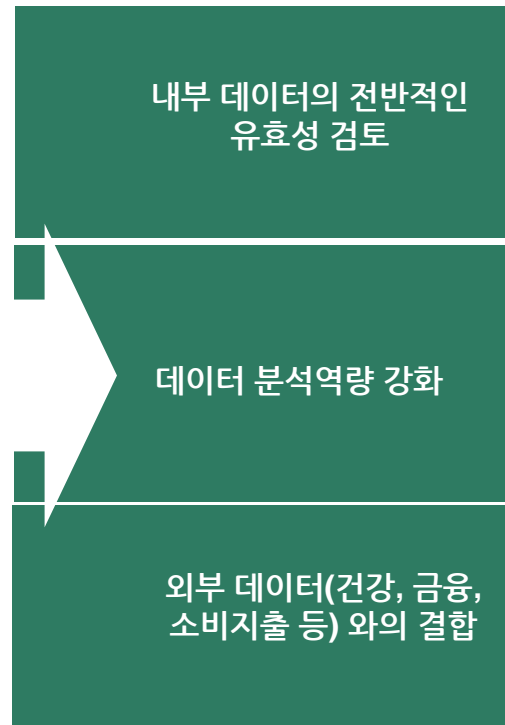 내부 데이터의 전반적인
유효성 검토
데이터 분석역량 강화
외부 데이터(건강, 금융,
소비지출 등) 와의 결합